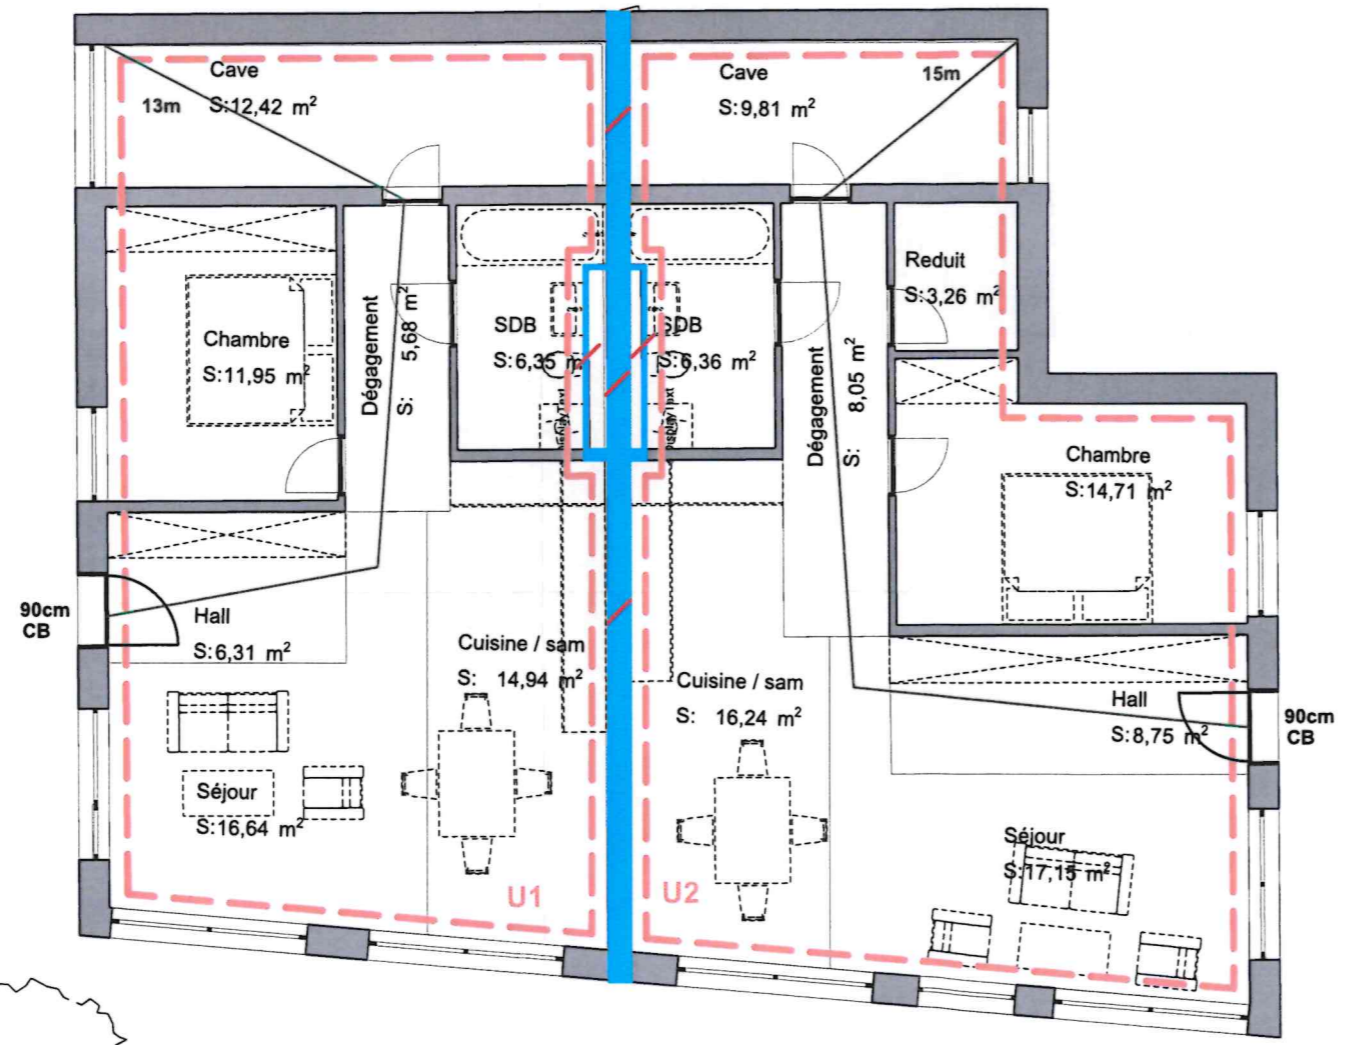 Cave
S:12,42 m²
13m
Cave
S:9,81 m²
15m
Reduit
S:3,26 m²
Chambre
S:11,95 m²
Dégagement
S: 5,68 m²
SDB
S:6,35 m
SDB
S:6,36 m²
Dégagement
S: 8,05 m²
Chambre
S:14,71 m²
90cm
CB
Hall
S:6,31 m²
Cuisine / sam
S: 14,94 m²
Cuisine / sam
S: 16,24 m²
Hall
S:8,75 m²
90cm
CB
Séjour
S:16,64 m²
Séjour
S:17,15 m²
U1
U2